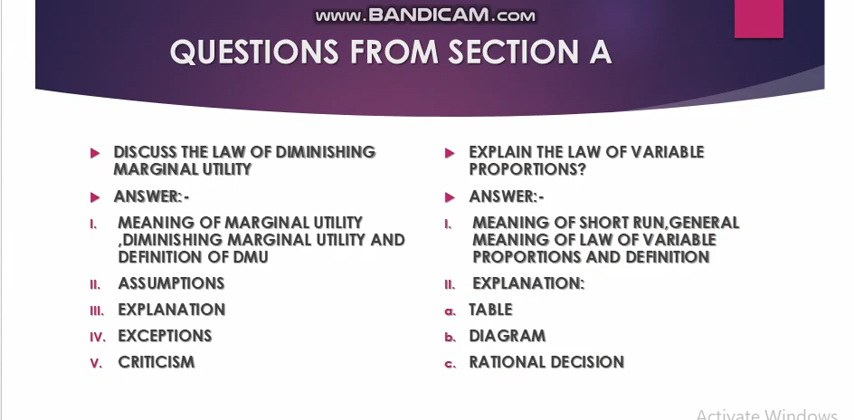 www.BANDICAM.com
QUESTIONS FROM SECTION A
DISCUSS THE LAW OF DIMINISHING
MARGINAL UTILITY
ANSWER:-
I. MEANING OF MARGINAL UTILITY
,DIMINISHING MARGINAL UTILITY AND
DEFINITION OF DMU
II. ASSUMPTIONS
III. EXPLANATION
IV. EXCEPTIONS
V. CRITICISM
EXPLAIN THE LAW OF VARIABLE
PROPORTIONS?
ANSWER:-
I. MEANING OF SHORT RUN,GENERAL
MEANING OF LAW OF VARIABLE
PROPORTIONS AND DEFINITION
II. EXPLANATION:
a. TABLE
b. DIAGRAM
c. RATIONAL DECISION
Activate Windows